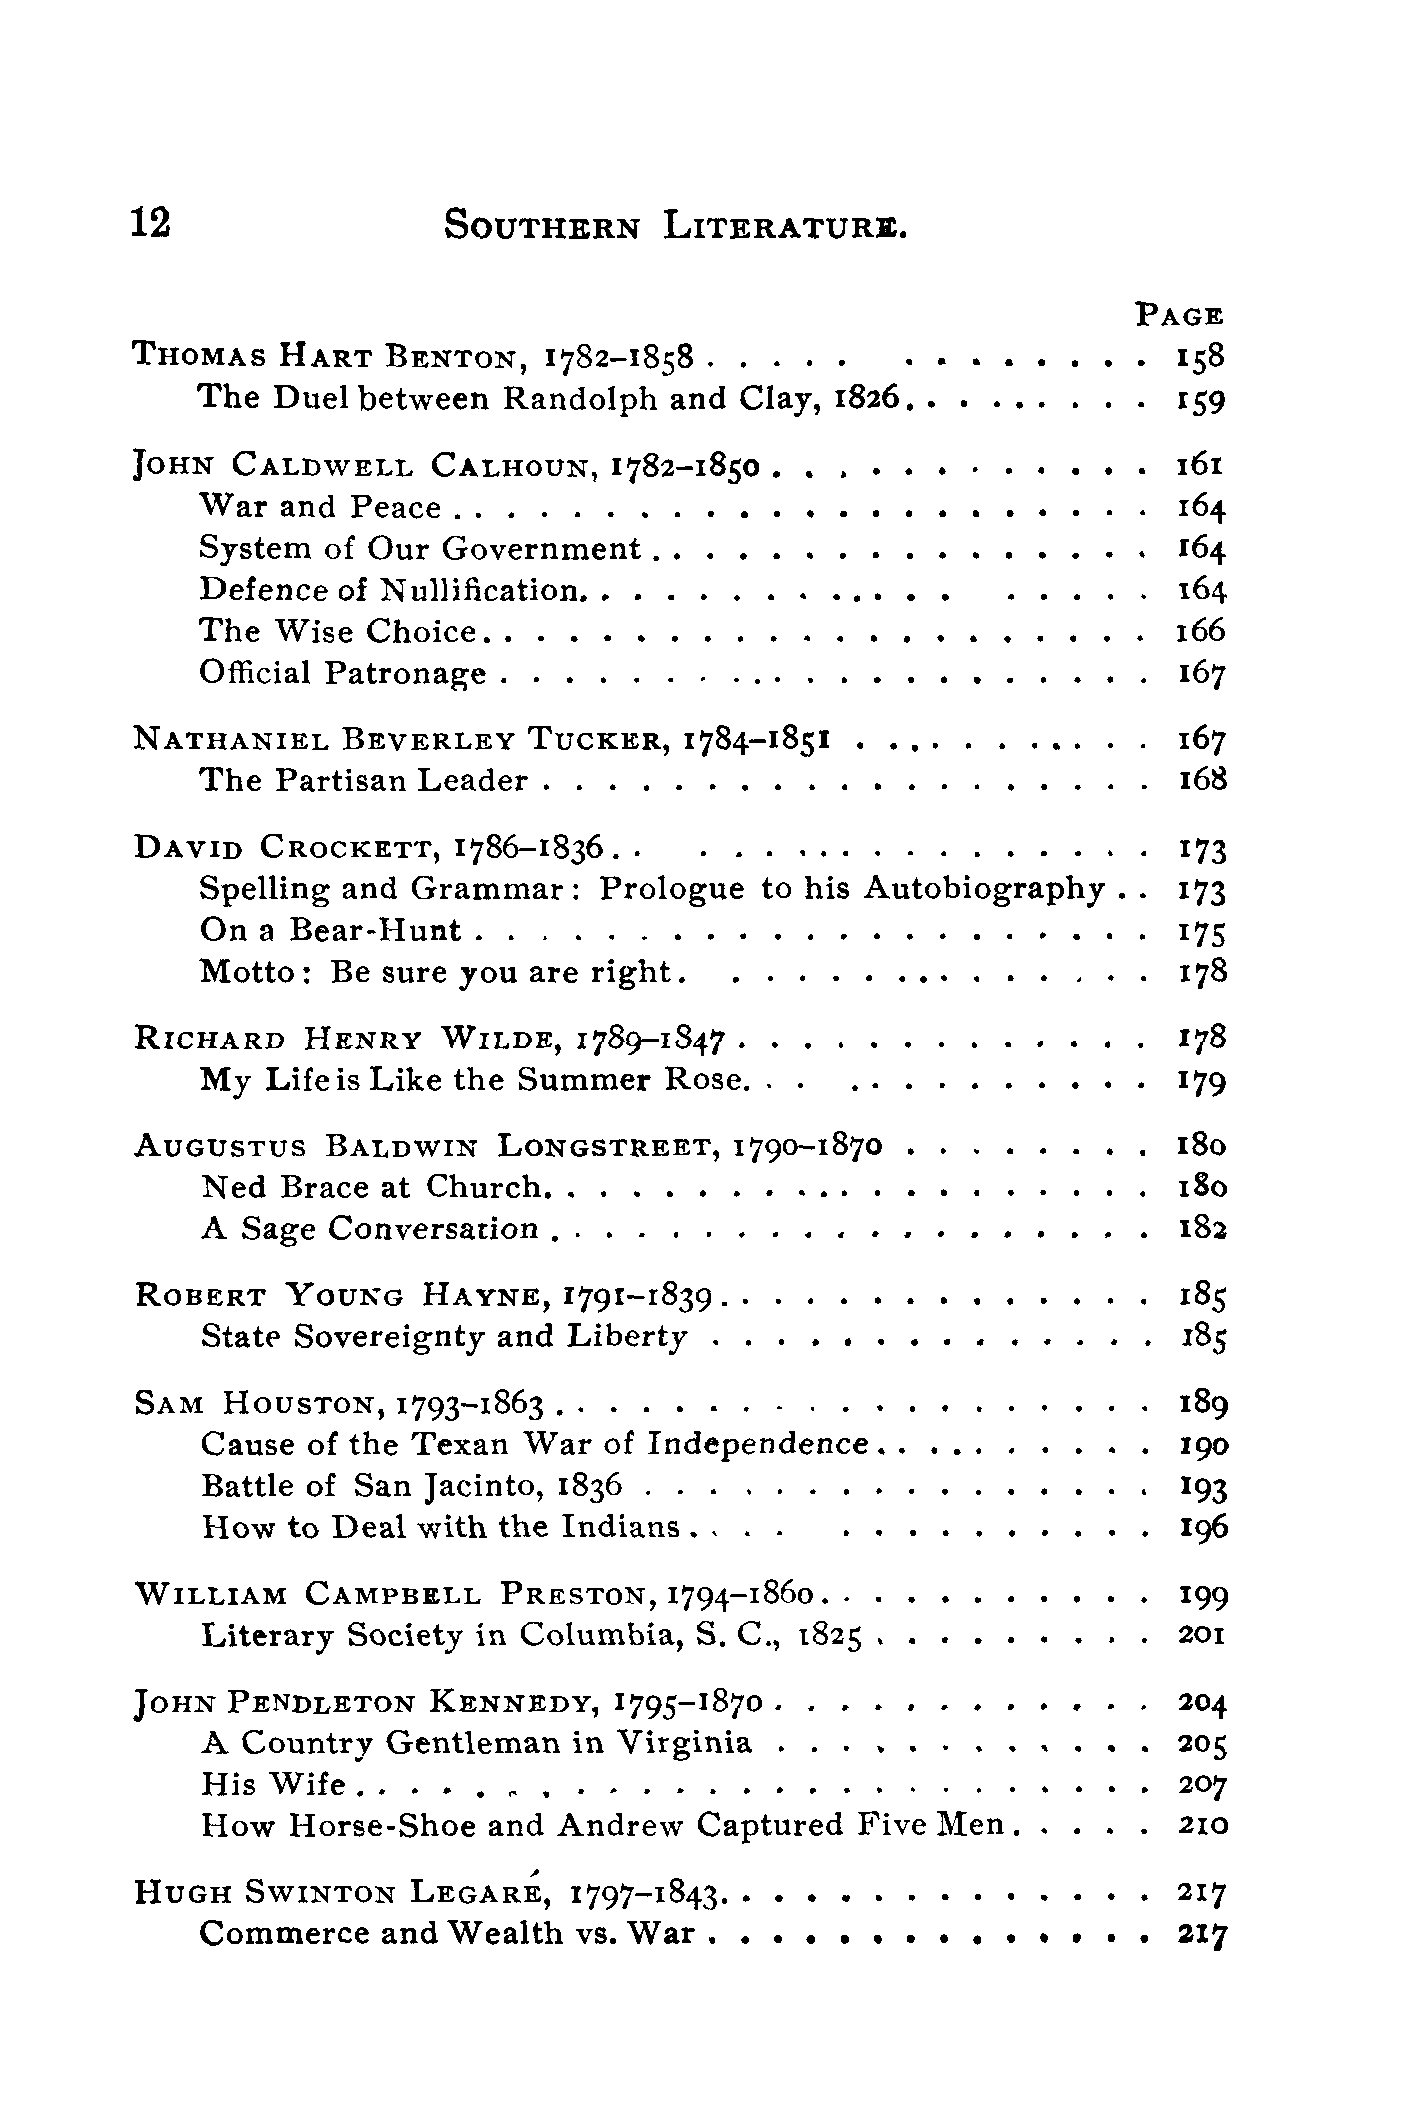 12 SOUTHERN LITERATURE.
PAGE
THOMAS HART BENTON, 1782–1858 . . . . . . . . . . . . . 158
The Duel between Randolph and Clay, 1826. . . . . . . . . 159
JOHN CALDWELL CALHOUN, 1782–1850 . . . . . . . . . . . . 161
War and Peace . . . . . . . . . . . . . . . . . . . . . . 164
System of Our Government . . . . . . . . . . . . . . . . 164
Defence of Nullification. . . . . . . . . . . . . . . . . . 164
The Wise Choice. . . . . . . . . . . . . . . . . . . . . 166
Official Patronage . . . . . . . . . . . . . . . . . . . . 167
NATHANIEL BEVERLEY TUCKER, 1784–1851 . . . . . . . . . . 167
The Partisan Leader . . . . . . . . . . . . . . . . . . . 168
DAVID CROCKETT, 1786–1836 . . . . . . . . . . . . . . . . 173
Spelling and Grammar: Prologue to his Autobiography . . 173
On a Bear-Hunt . . . . . . . . . . . . . . . . . . . . . 175
Motto: Be sure you are right. . . . . . . . . . . . . . . 178
RICHARD HENRY WILDE, 1789–1847 . . . . . . . . . . . . . 178
My Life is Like the Summer Rose. . . . . . . . . . . . . 179
AUGUSTUS BALDWIN LONGSTREET, 1790–1870 . . . . . . . . 180
Ned Brace at Church. . . . . . . . . . . . . . . . . . . 180
A Sage Conversation . . . . . . . . . . . . . . . . . . . 182
ROBERT YOUNG HAYNE, 1791–1839 . . . . . . . . . . . . . . 185
State Sovereignty and Liberty . . . . . . . . . . . . . . 185
SAM HOUSTON, 1793–1863 . . . . . . . . . . . . . . . . . . 189
Cause of the Texan War of Independence . . . . . . . . . . 190
Battle of San Jacinto, 1836 . . . . . . . . . . . . . . . . 193
How to Deal with the Indians . . . . . . . . . . . . . . 196
WILLIAM CAMPBELL PRESTON, 1794–1860 . . . . . . . . . . . 199
Literary Society in Columbia, S. C., 1825 . . . . . . . . . 201
JOHN PENDLETON KENNEDY, 1795–1870 . . . . . . . . . . . . 204
A Country Gentleman in Virginia . . . . . . . . . . . . 205
His Wife . . . . . . . . . . . . . . . . . . . . . . . . . 207
How Horse-Shoe and Andrew Captured Five Men . . . . . 210
HUGH SWINTON LEGARÉ, 1797–1843. . . . . . . . . . . . . . 217
Commerce and Wealth vs. War . . . . . . . . . . . . . . 217